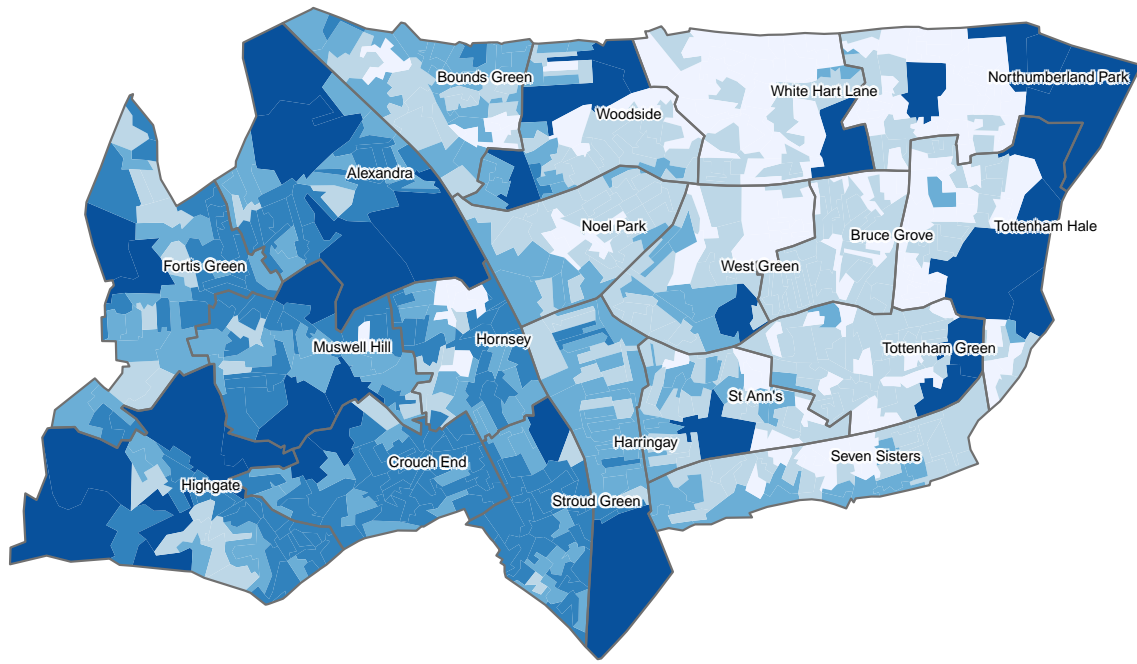 Bounds Green
Northumberland Park
White Hart Lane
Woodside
Alexandra
Noel Park
Tottenham Hale
Bruce Grove
Fortis Green
West Green
Hornsey
Muswell Hill
Tottenham Green
St Ann's
Harringay
Seven Sisters
Crouch End
Highgate
Stroud Green